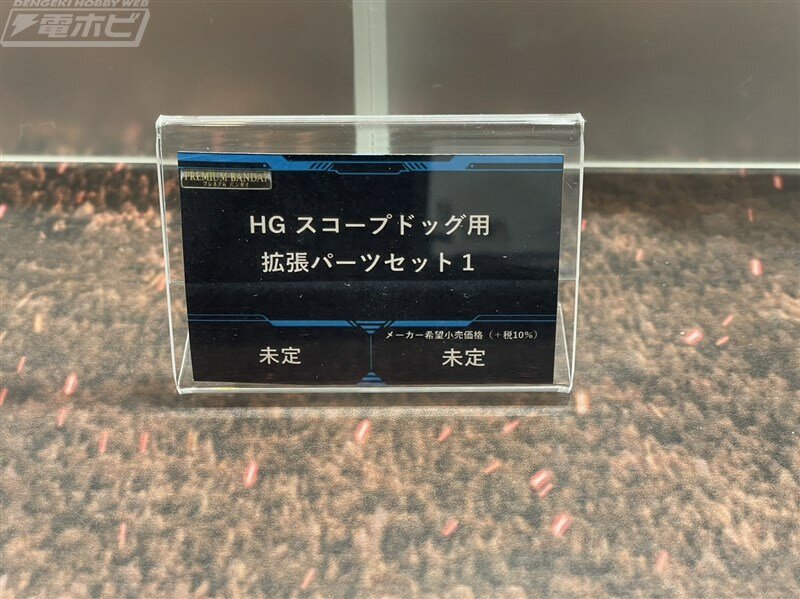 DENGEKI HOBBY WEB
電ホビ
PREMIUM BANDAI
プレミアム バンダイ
HG スコープドッグ用
拡張パーツセット1
メーカー希望小売価格(+税10%)
未定
未定